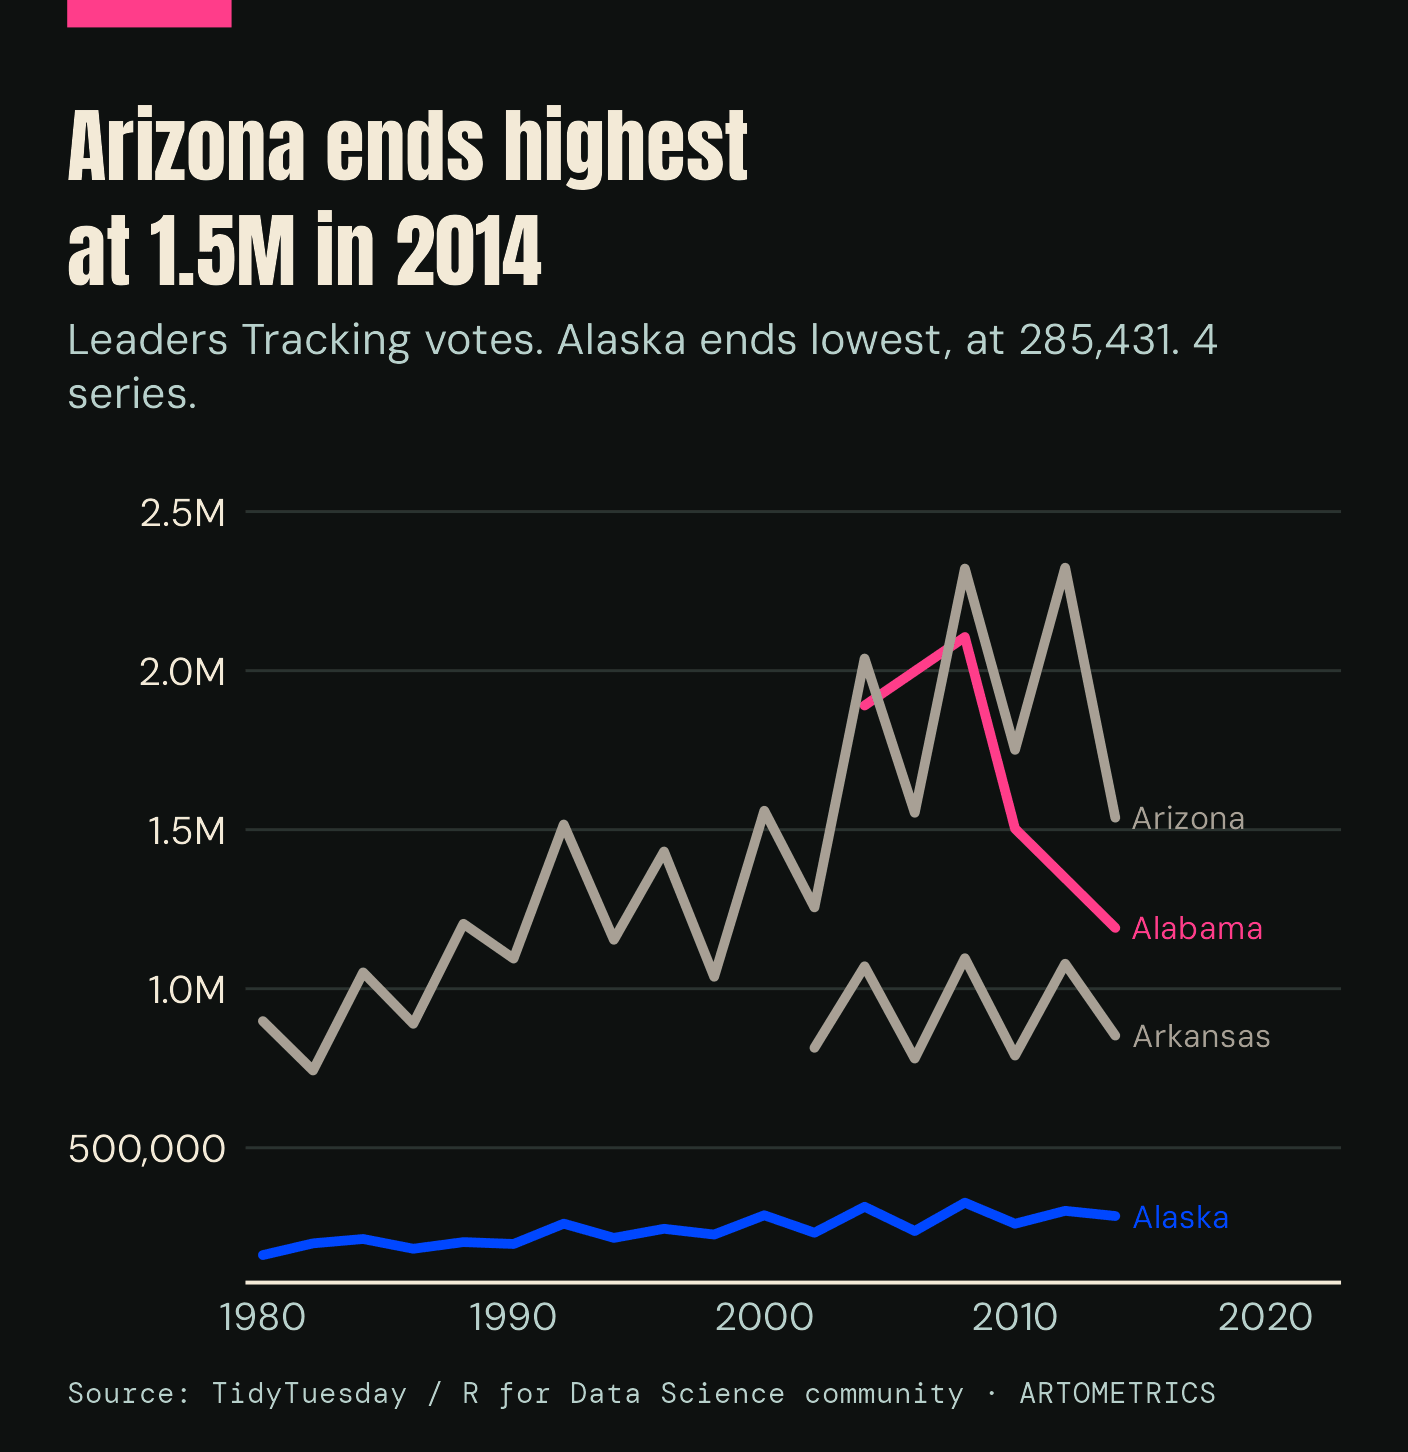 Arizona ends highest
at 1.5M in 2014
Leaders Tracking votes. Alaska ends lowest, at 285,431. 4
series.
2.5M
2.0M
1.5M
1.0M
500,000
Arizona
Alabama
Arkansas
Alaska
1980 1990 2000 2010 2020
Source: TidyTuesday / R for Data Science community · ARTOMETRICS